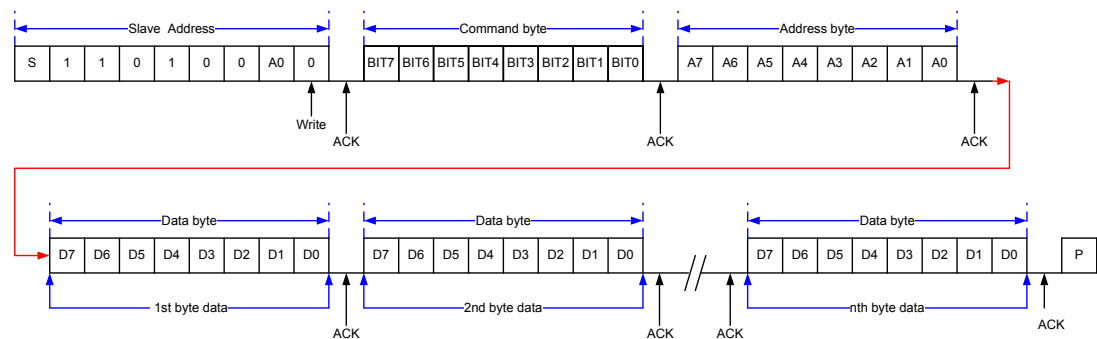 Slave Address Command byte Address byte
S 1 1 0 1 0 0 A0 0 BIT7 BIT6 BIT5 BIT4 BIT3 BIT2 BIT1 BIT0 A7 A6 A5 A4 A3 A2 A1 A0
Write ACK ACK ACK
Data byte Data byte Data byte
D7 D6 D5 D4 D3 D2 D1 D0 D7 D6 D5 D4 D3 D2 D1 D0 D7 D6 D5 D4 D3 D2 D1 D0 P
1st byte data 2nd byte data nth byte data
ACK ACK ACK ACK